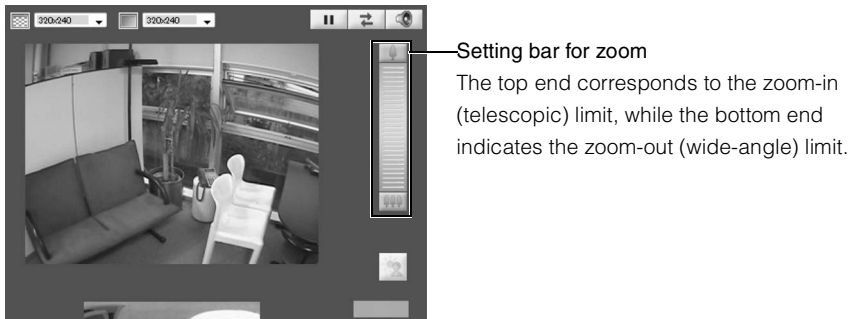 320x240 320x240
Setting bar for zoom
The top end corresponds to the zoom-in
(telescopic) limit, while the bottom end
indicates the zoom-out (wide-angle) limit.